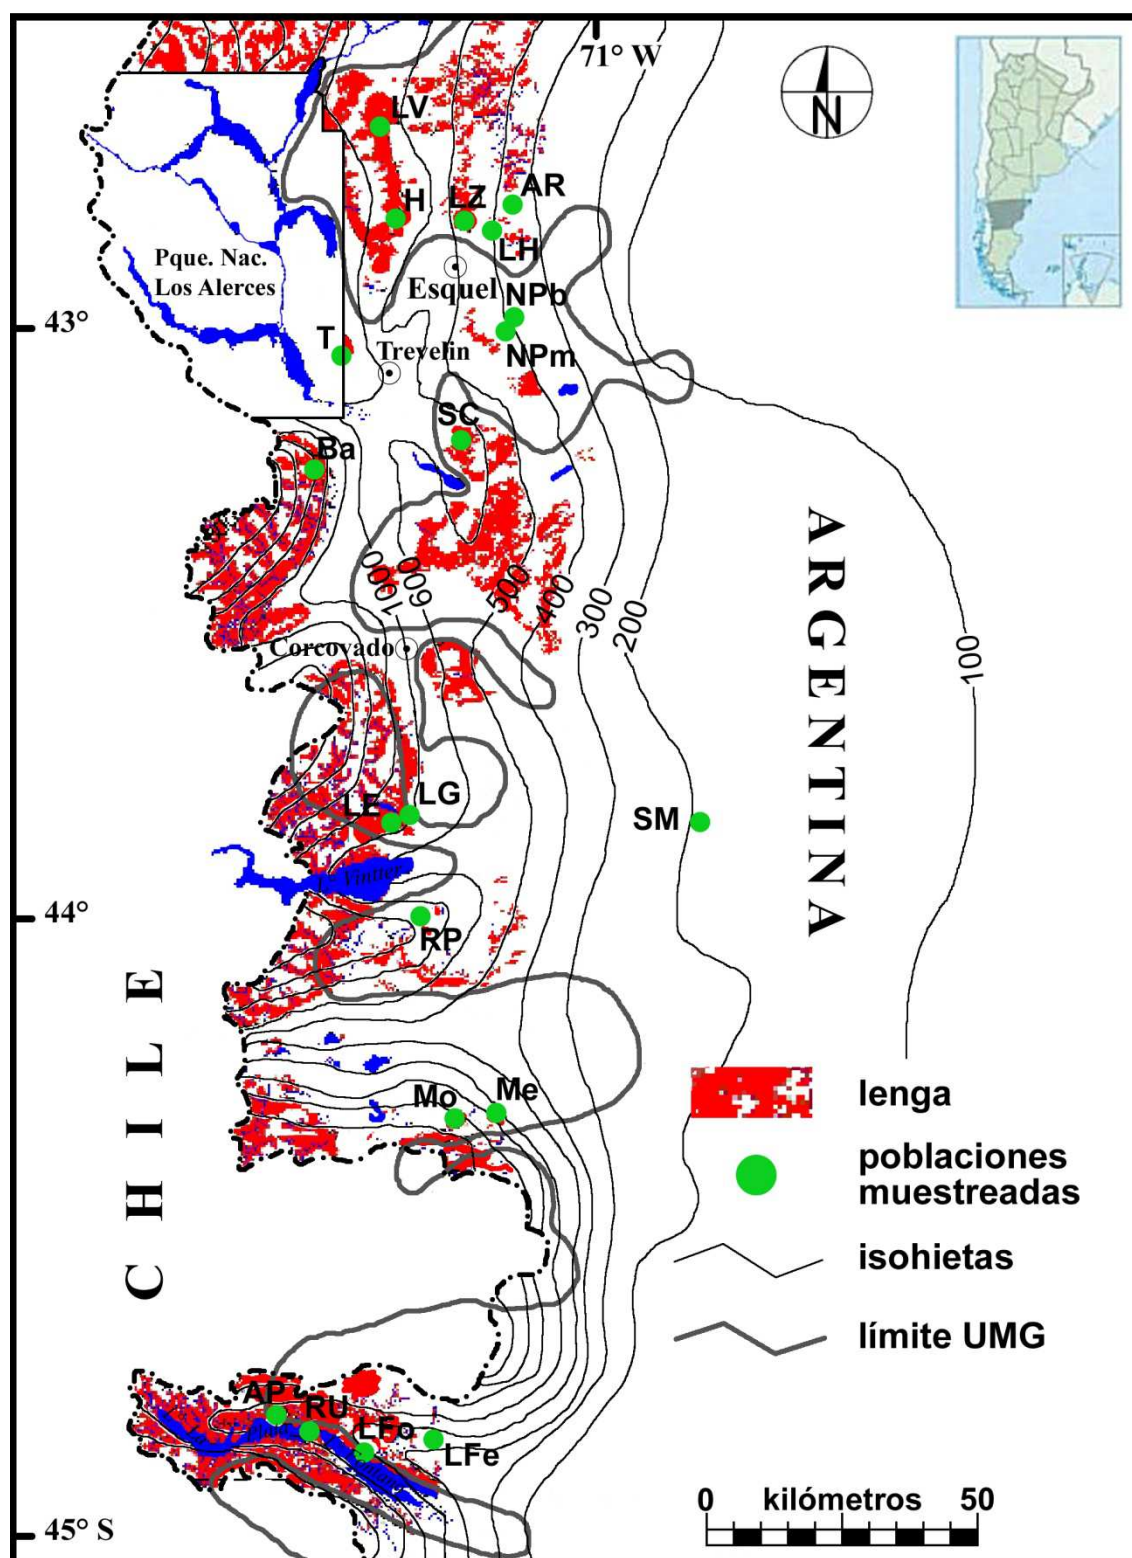 71° W
N
LV
H
LZ
AR
LH
Pque. Nac.
Los Alerces
Esquel
NPb
43°
NPm
T
Trevelin
SC
Ba
ARGENTINA
1000
600
500
400
300
200
100
Corcovado
LE
LG
SM
L. Vintter
44°
RP
CHILE
Mo
Me
lenga
poblaciones
muestreadas
isohietas
límite UMG
AP
RU
LFo
LFe
0 kilómetros 50
45° S